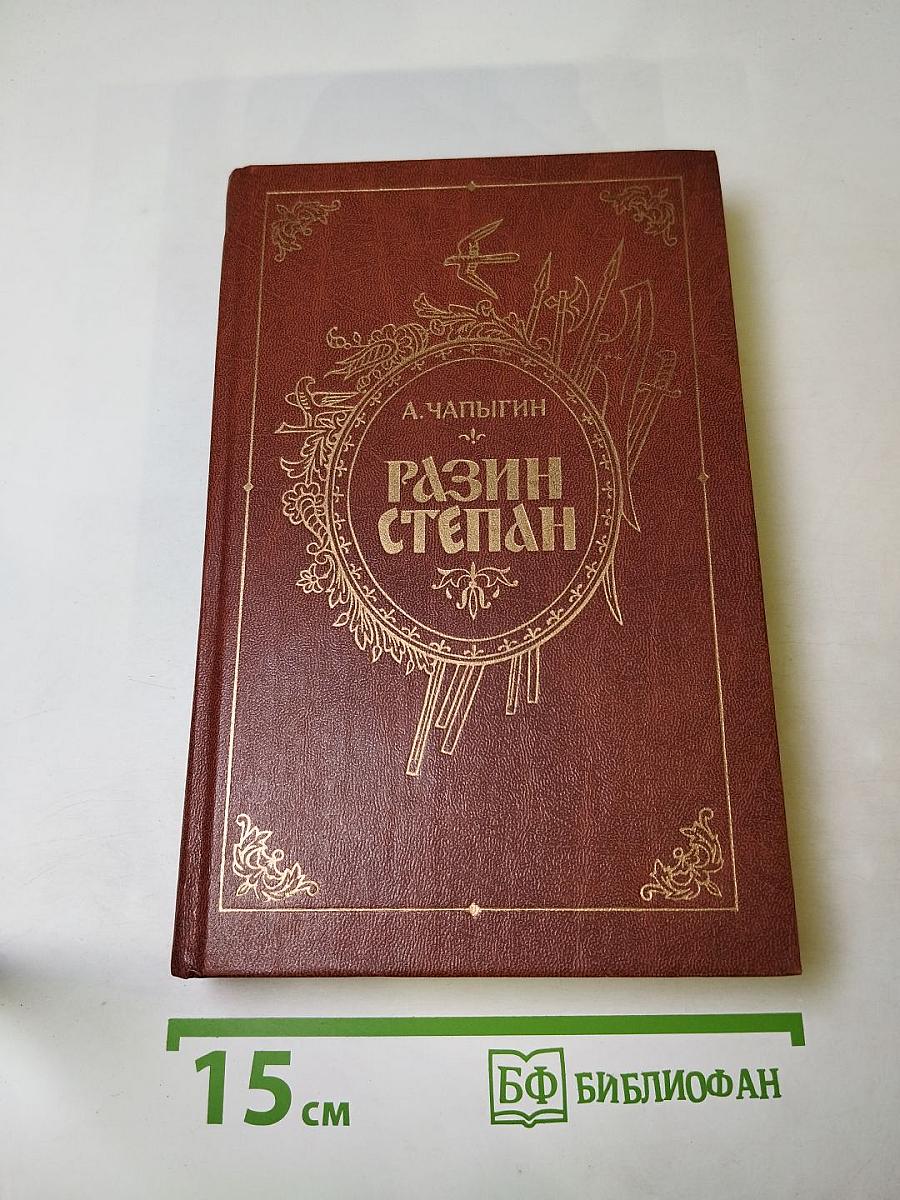 А. ЧАПЫГИН
РАЗИН
СТЕПАН
15 см
БФ БИБЛИОФАН